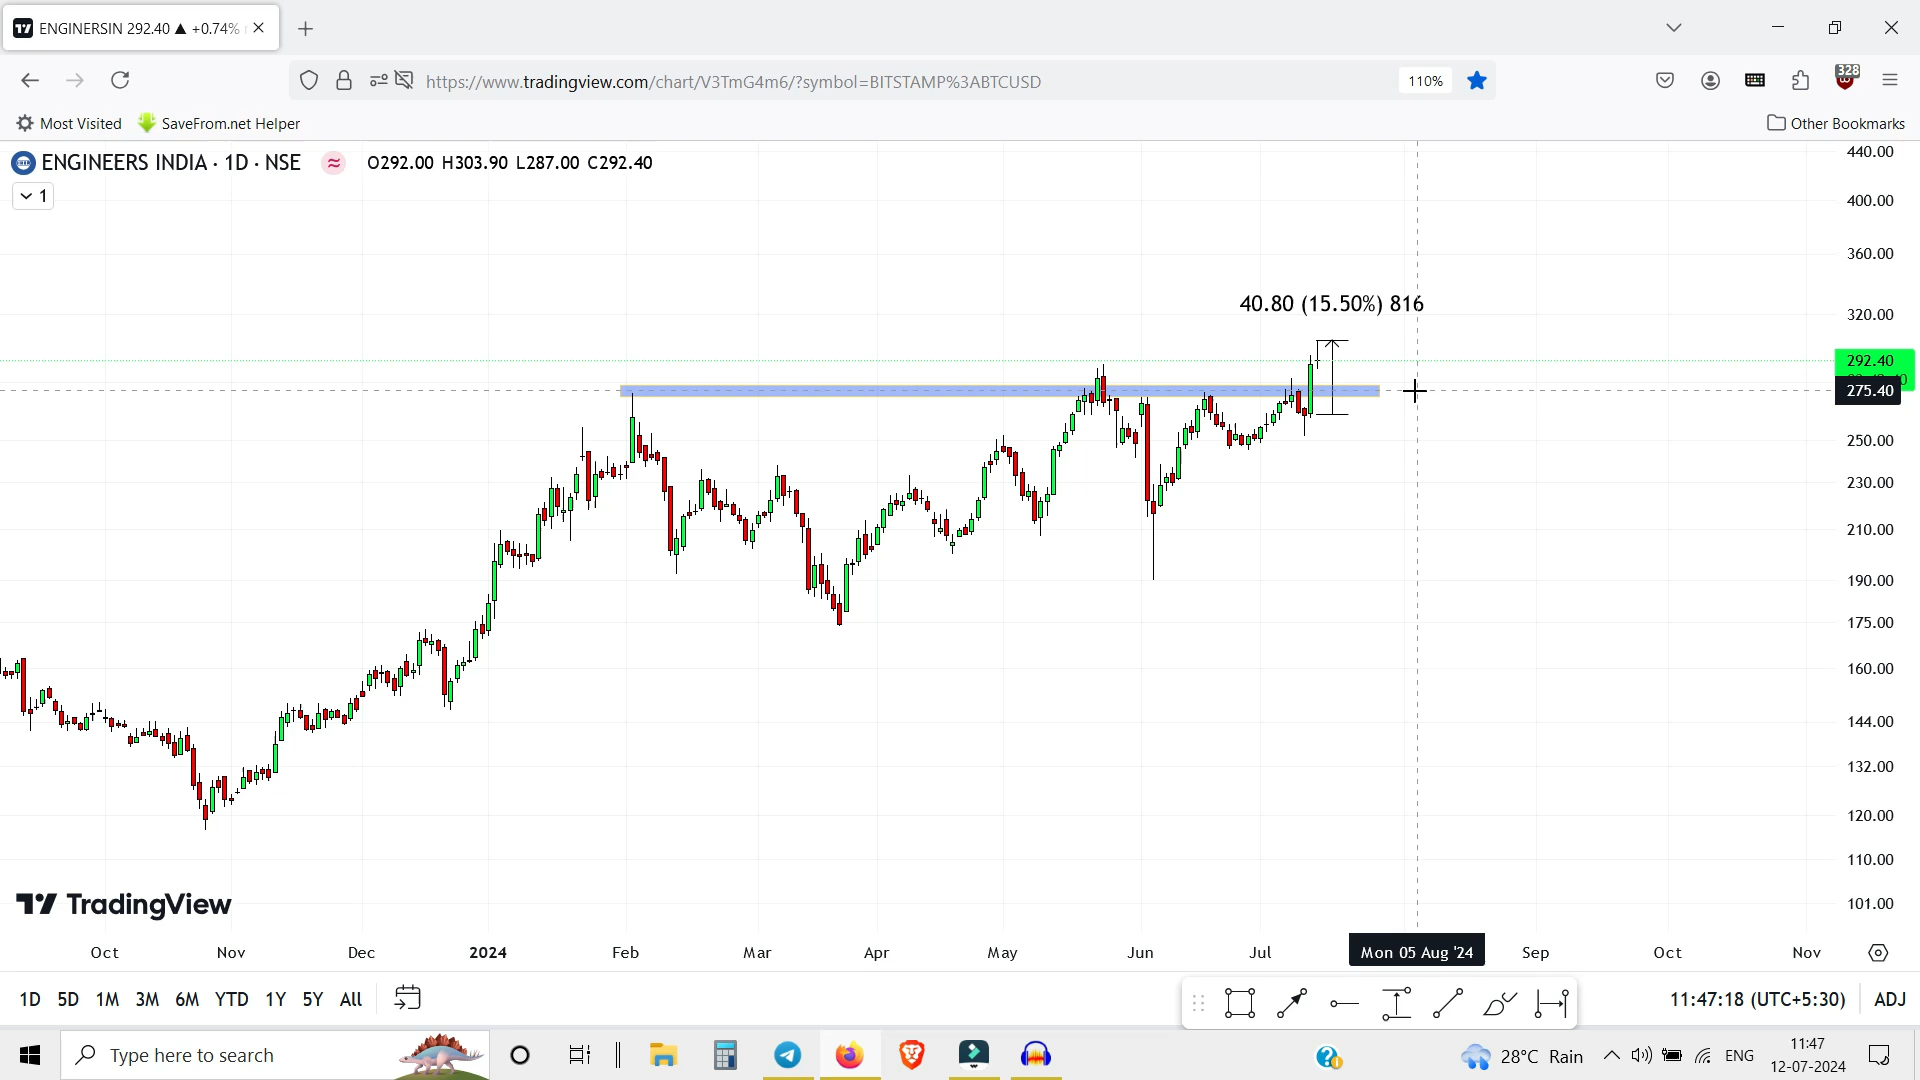 ENGINERSIN 292.40 ▲ +0.74%
https://www.tradingview.com/chart/V3TmG4m6/?symbol=BITSTAMP%3ABTCUSD
110%
328
Most Visited
SaveFrom.net Helper
Other Bookmarks
ENGINEERS INDIA · 1D · NSE
≈
O292.00 H303.90 L287.00 C292.40
1
440.00
400.00
360.00
40.80 (15.50%) 816
320.00
292.40
275.40
250.00
230.00
210.00
190.00
175.00
160.00
144.00
132.00
120.00
110.00
TradingView
101.00
Oct Nov Dec 2024 Feb Mar Apr May Jun Jul Mon 05 Aug '24 Sep Oct Nov
1D 5D 1M 3M 6M YTD 1Y 5Y All
11:47:18 (UTC+5:30)
ADJ
Type here to search
28°C Rain
ENG
11:47
12-07-2024